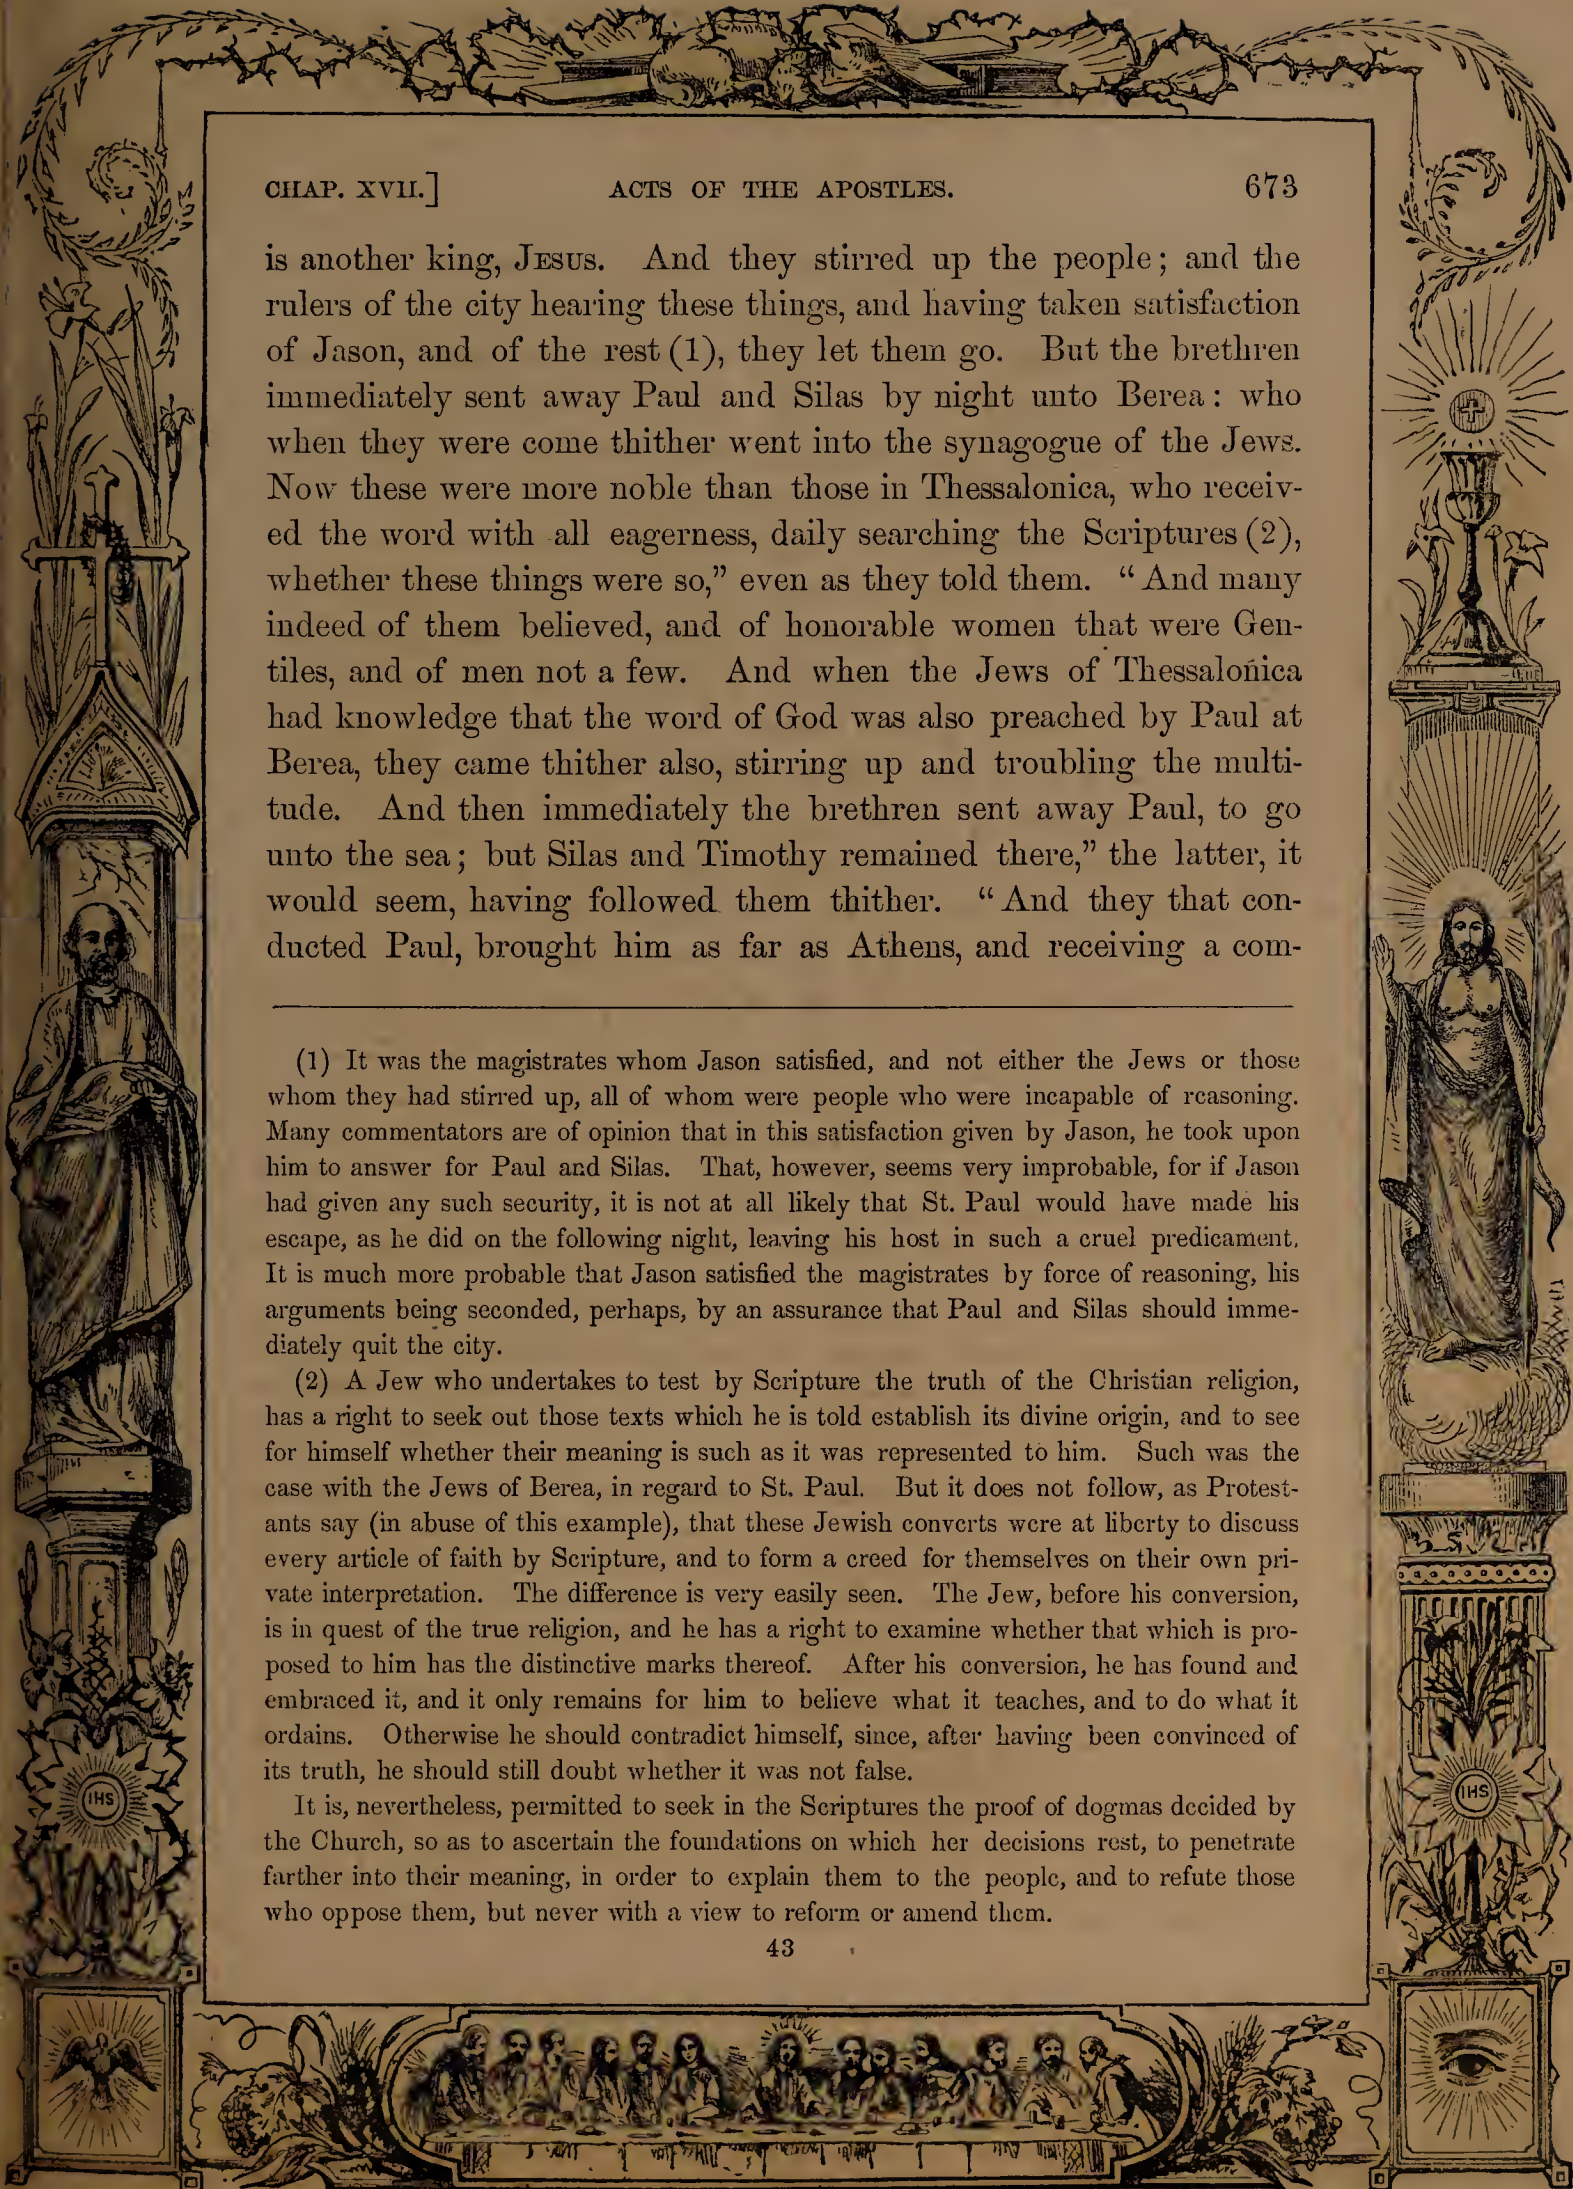 CHAP. XVII.] ACTS OF THE APOSTLES. 673
is another king, JESUS. And they stirred up the people; and the
rulers of the city hearing these things, and having taken satisfaction
of Jason, and of the rest (1), they let them go. But the brethren
immediately sent away Paul and Silas by night unto Berea: who
when they were come thither went into the synagogue of the Jews.
Now these were more noble than those in Thessalonica, who receiv-
ed the word with all eagerness, daily searching the Scriptures (2),
whether these things were so,” even as they told them. “And many
indeed of them believed, and of honorable women that were Gen-
tiles, and of men not a few. And when the Jews of Thessalonica
had knowledge that the word of God was also preached by Paul at
Berea, they came thither also, stirring up and troubling the multi-
tude. And then immediately the brethren sent away Paul, to go
unto the sea; but Silas and Timothy remained there,” the latter, it
would seem, having followed them thither. “And they that con-
ducted Paul, brought him as far as Athens, and receiving a com-
(1) It was the magistrates whom Jason satisfied, and not either the Jews or those
whom they had stirred up, all of whom were people who were incapable of reasoning.
Many commentators are of opinion that in this satisfaction given by Jason, he took upon
him to answer for Paul and Silas. That, however, seems very improbable, for if Jason
had given any such security, it is not at all likely that St. Paul would have made his
escape, as he did on the following night, leaving his host in such a cruel predicament.
It is much more probable that Jason satisfied the magistrates by force of reasoning, his
arguments being seconded, perhaps, by an assurance that Paul and Silas should imme-
diately quit the city.
(2) A Jew who undertakes to test by Scripture the truth of the Christian religion,
has a right to seek out those texts which he is told establish its divine origin, and to see
for himself whether their meaning is such as it was represented to him. Such was the
case with the Jews of Berea, in regard to St. Paul. But it does not follow, as Protest-
ants say (in abuse of this example), that these Jewish converts were at liberty to discuss
every article of faith by Scripture, and to form a creed for themselves on their own pri-
vate interpretation. The difference is very easily seen. The Jew, before his conversion,
is in quest of the true religion, and he has a right to examine whether that which is pro-
posed to him has the distinctive marks thereof. After his conversion, he has found and
embraced it, and it only remains for him to believe what it teaches, and to do what it
ordains. Otherwise he should contradict himself, since, after having been convinced of
its truth, he should still doubt whether it was not false.
It is, nevertheless, permitted to seek in the Scriptures the proof of dogmas decided by
the Church, so as to ascertain the foundations on which her decisions rest, to penetrate
farther into their meaning, in order to explain them to the people, and to refute those
who oppose them, but never with a view to reform or amend them.
43
IHS
IHS